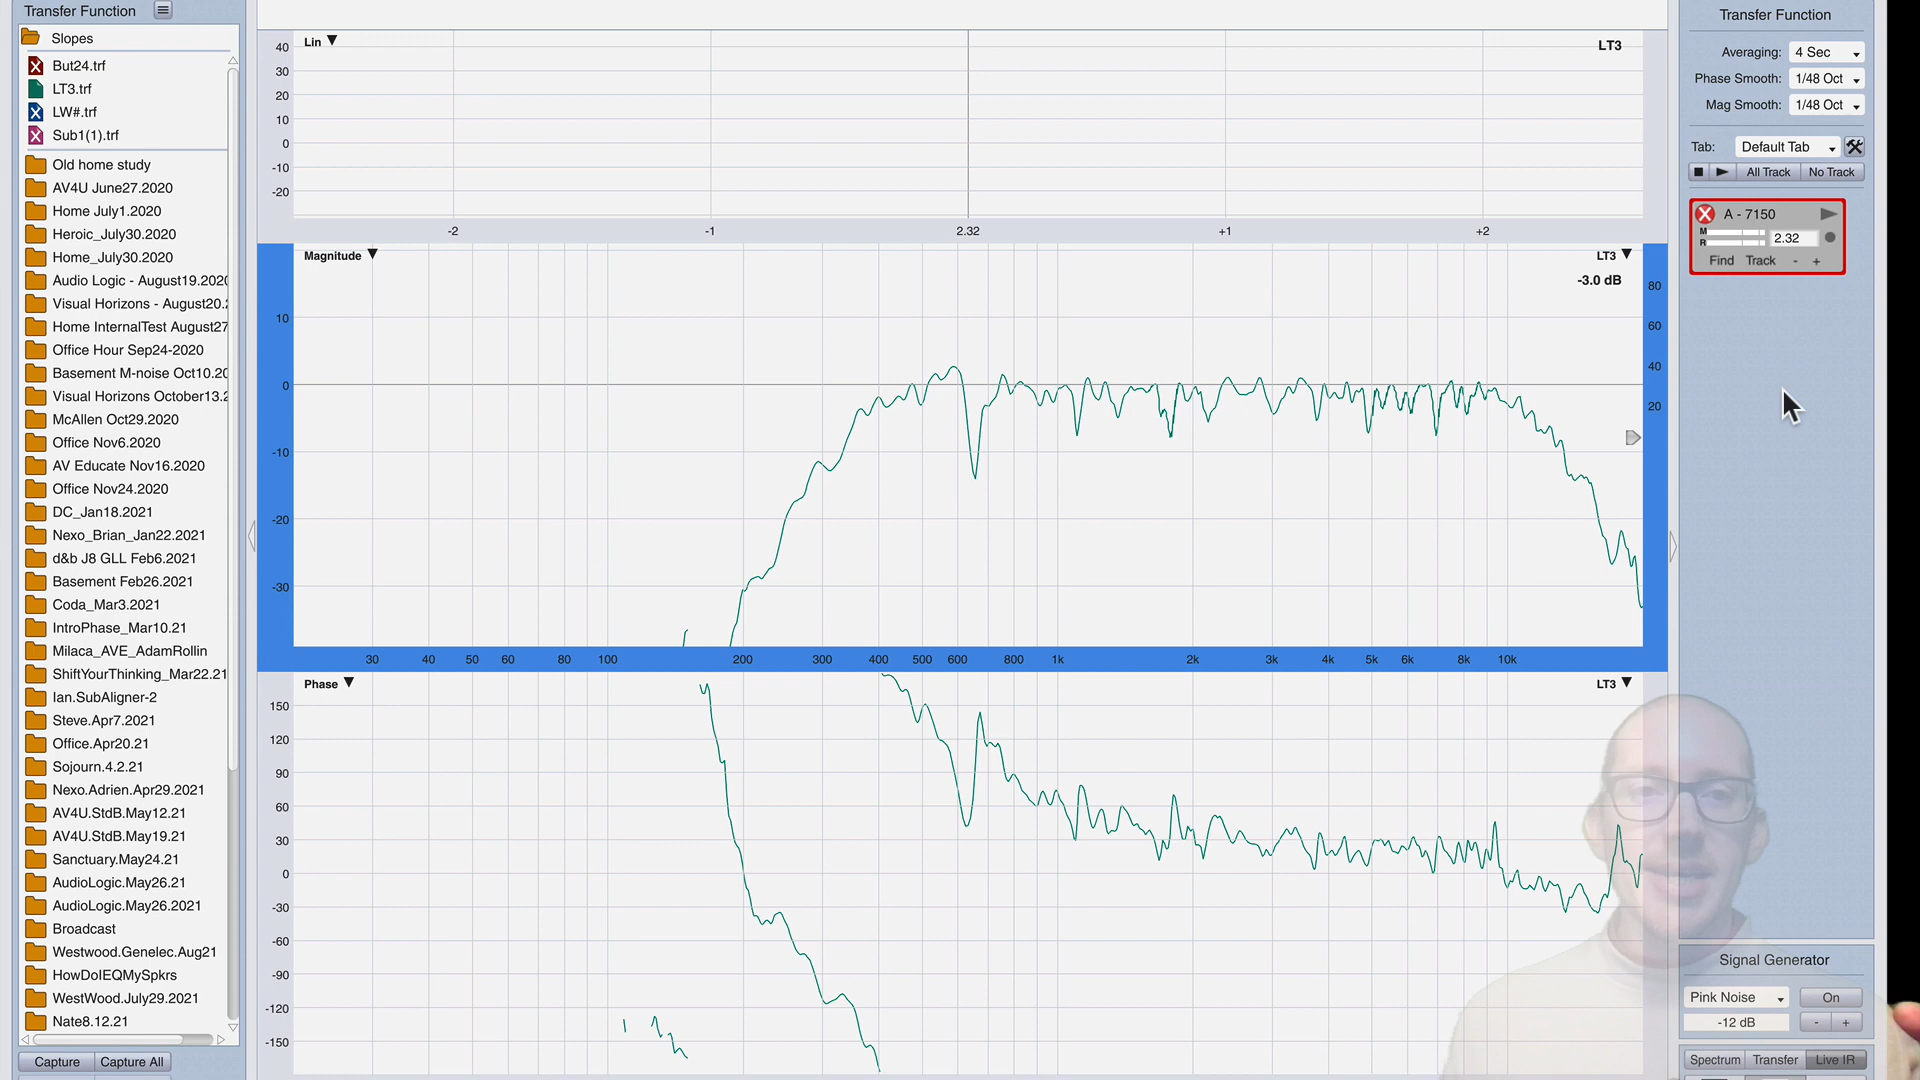 Transfer Function
Slopes
But24.trf
LT3.trf
LW#.trf
Sub1(1).trf
Old home study
AV4U June27.2020
Home July1.2020
Heroic_July30.2020
Home_July30.2020
Audio Logic - August19.2020
Visual Horizons - August20.2
Home InternalTest August27
Office Hour Sep24-2020
Basement M-noise Oct10.20
Visual Horizons October13.2
McAllen Oct29.2020
Office Nov6.2020
AV Educate Nov16.2020
Office Nov24.2020
DC_Jan18.2021
Nexo_Brian_Jan22.2021
d&b J8 GLL Feb6.2021
Basement Feb26.2021
Coda_Mar3.2021
IntroPhase_Mar10.21
Milaca_AVE_AdamRollin
ShiftYourThinking_Mar22.21
Ian.SubAligner-2
Steve.Apr7.2021
Office.Apr20.21
Sojourn.4.2.21
Nexo.Adrien.Apr29.2021
AV4U.StdB.May12.21
AV4U.StdB.May19.21
Sanctuary.May24.21
AudioLogic.May26.21
AudioLogic.May26.2021
Broadcast
Westwood.Genelec.Aug21
HowDoIEQMySpkrs
WestWood.July29.2021
Nate8.12.21
Capture Capture All
Lin LT3
40
30
20
10
0
-10
-20
-2 -1 2.32 +1 +2
Magnitude LT3
-3.0 dB
10
0
-10
-20
-30
80
60
40
20
30 40 50 60 80 100 200 300 400 500 600 800 1k 2k 3k 4k 5k 6k 8k 10k
Phase LT3
150
120
90
60
30
0
-30
-60
-90
-120
-150
Transfer Function
Averaging: 4 Sec
Phase Smooth: 1/48 Oct
Mag Smooth: 1/48 Oct
Tab: Default Tab
All Track No Track
A - 7150
M
R 2.32
Find Track - +
Signal Generator
Pink Noise On
-12 dB - +
Spectrum Transfer Live IR